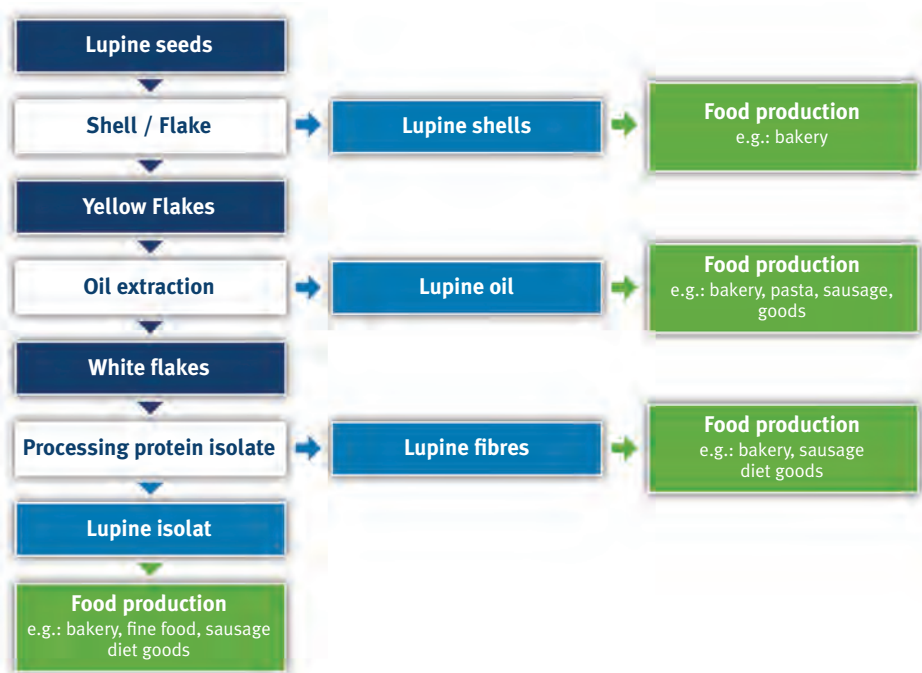 Lupine seeds
Shell / Flake
Lupine shells
Food production
e.g.: bakery
Yellow Flakes
Oil extraction
Lupine oil
Food production
e.g.: bakery, pasta, sausage,
goods
White flakes
Processing protein isolate
Lupine fibres
Food production
e.g.: bakery, sausage
diet goods
Lupine isolat
Food production
e.g.: bakery, fine food, sausage
diet goods